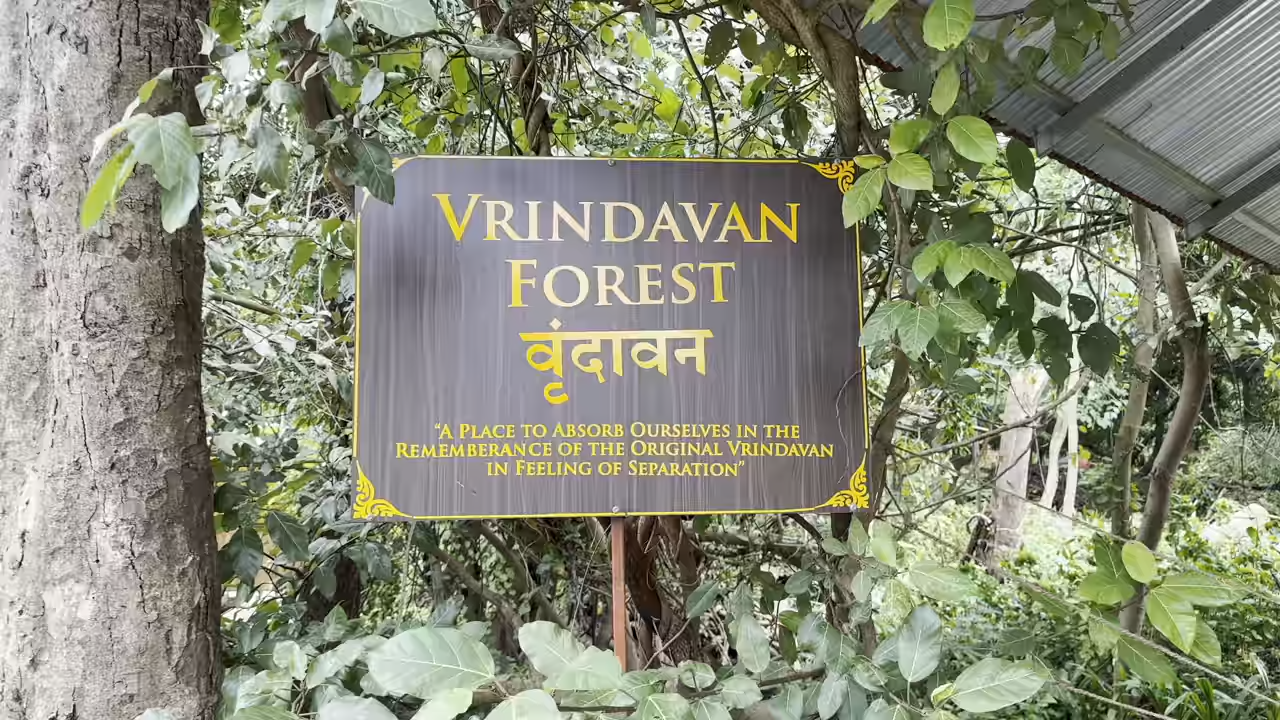 VRINDAVAN
FOREST
वृंदावन
“A PLACE TO ABSORB OURSELVES IN THE
REMEMBERANCE OF THE ORIGINAL VRINDAVAN
IN FEELING OF SEPARATION”